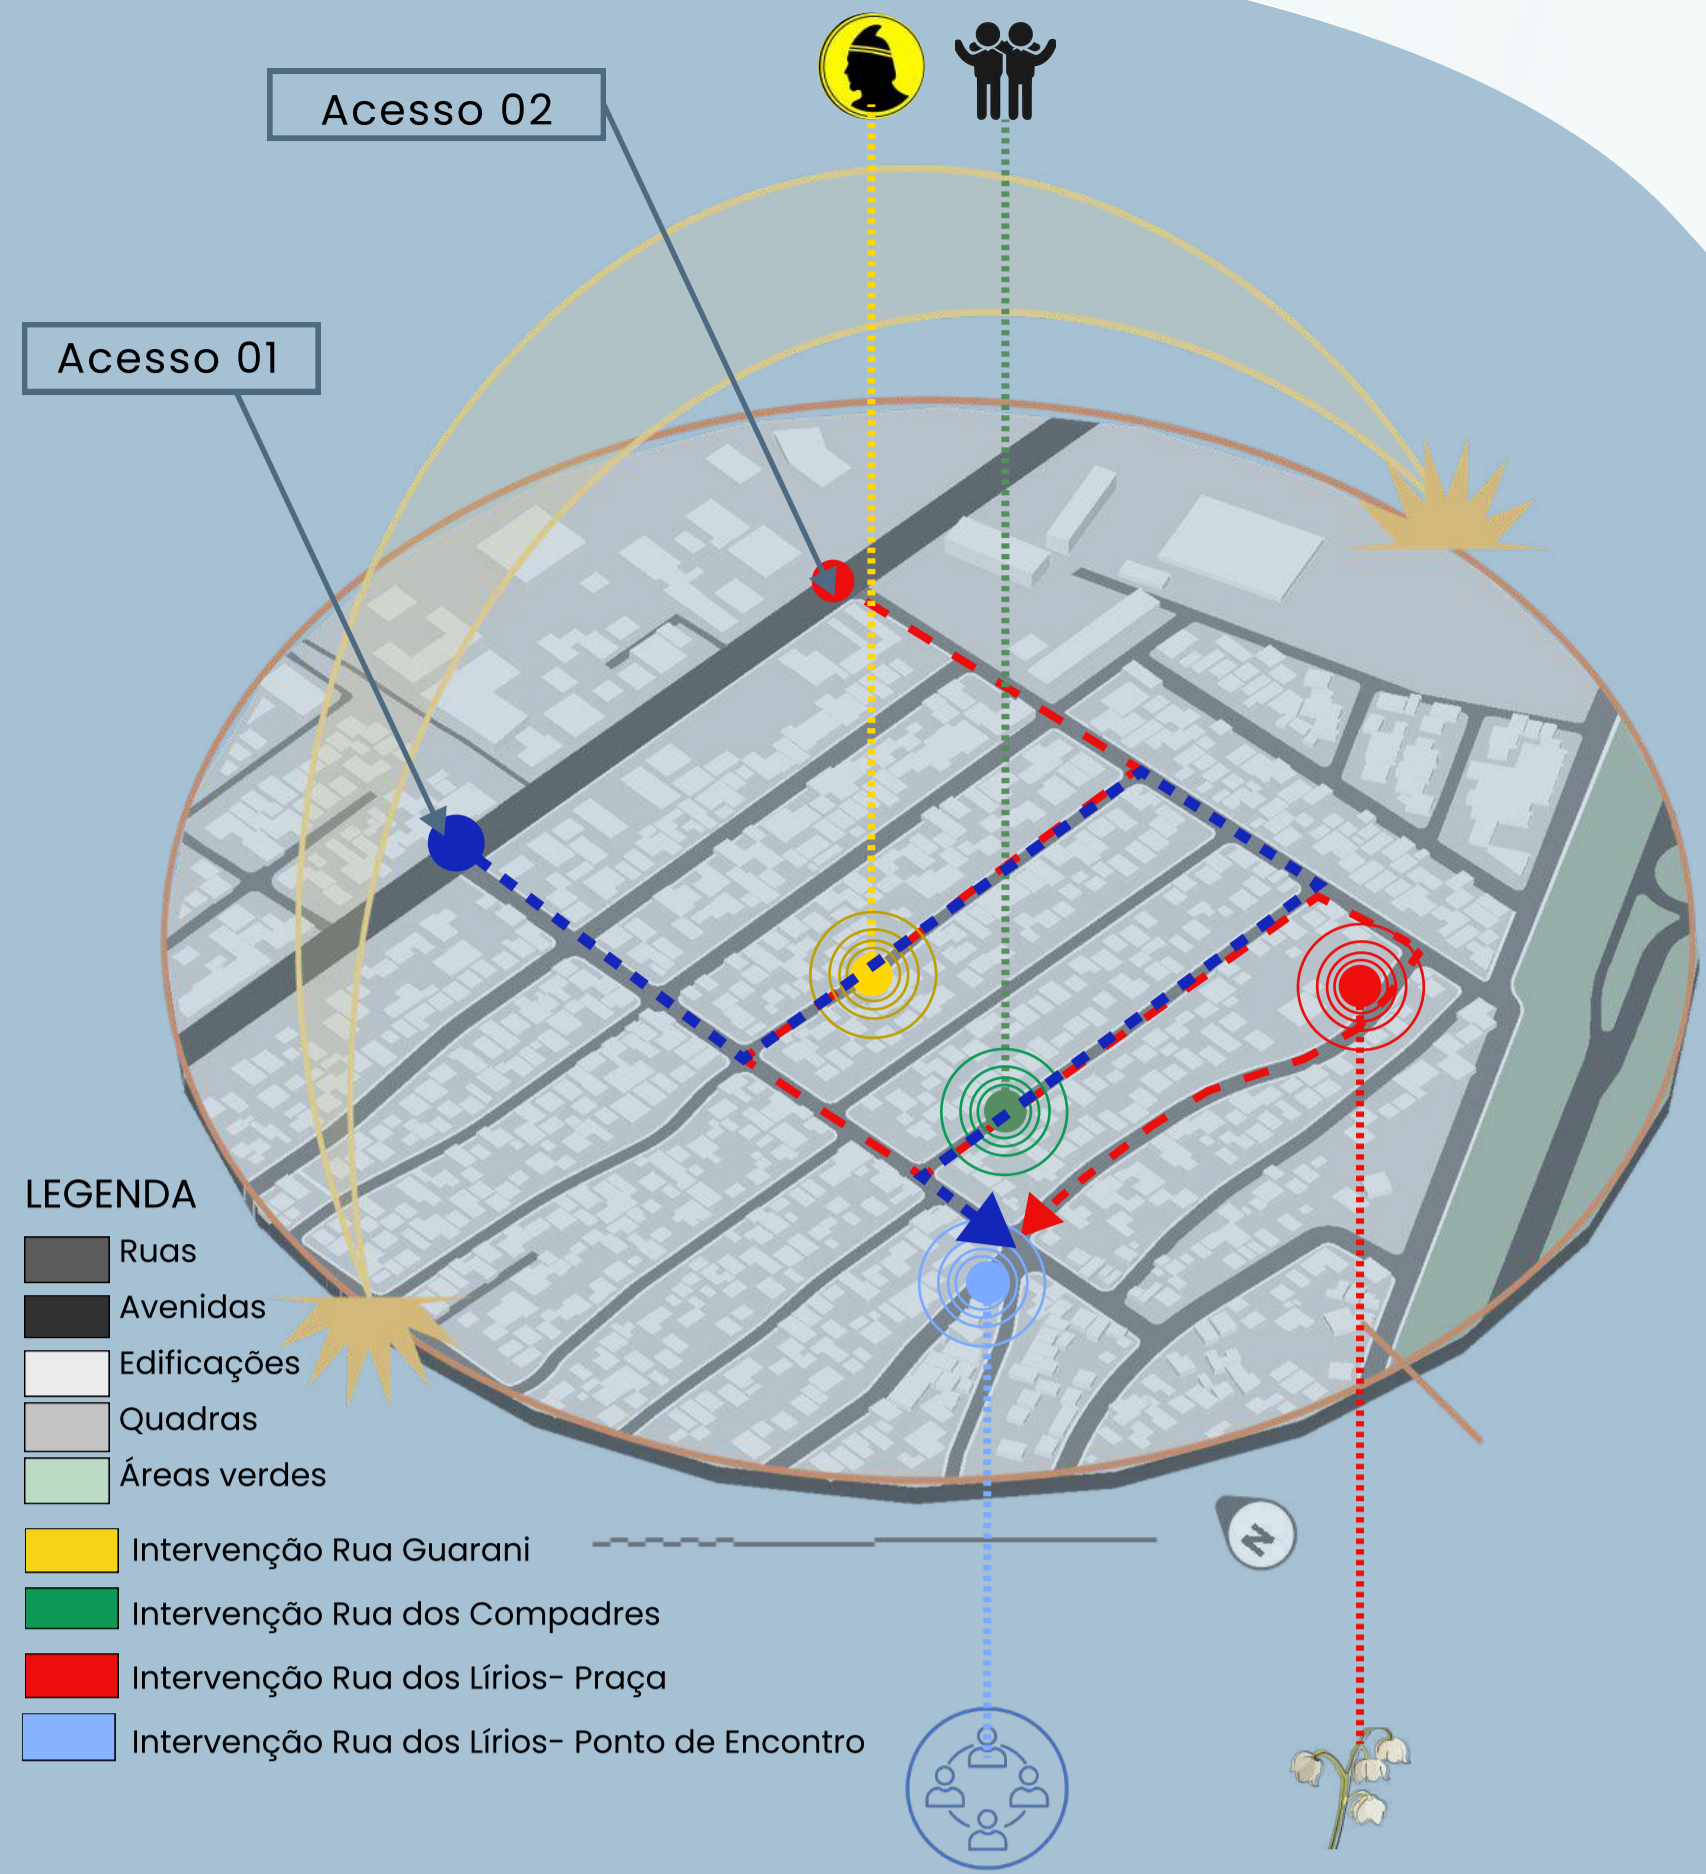 Acesso 02
Acesso 01
LEGENDA
Ruas
Avenidas
Edificações
Quadras
Áreas verdes
Intervenção Rua Guarani
Intervenção Rua dos Compadres
Intervenção Rua dos Lírios- Praça
Intervenção Rua dos Lírios- Ponto de Encontro
N